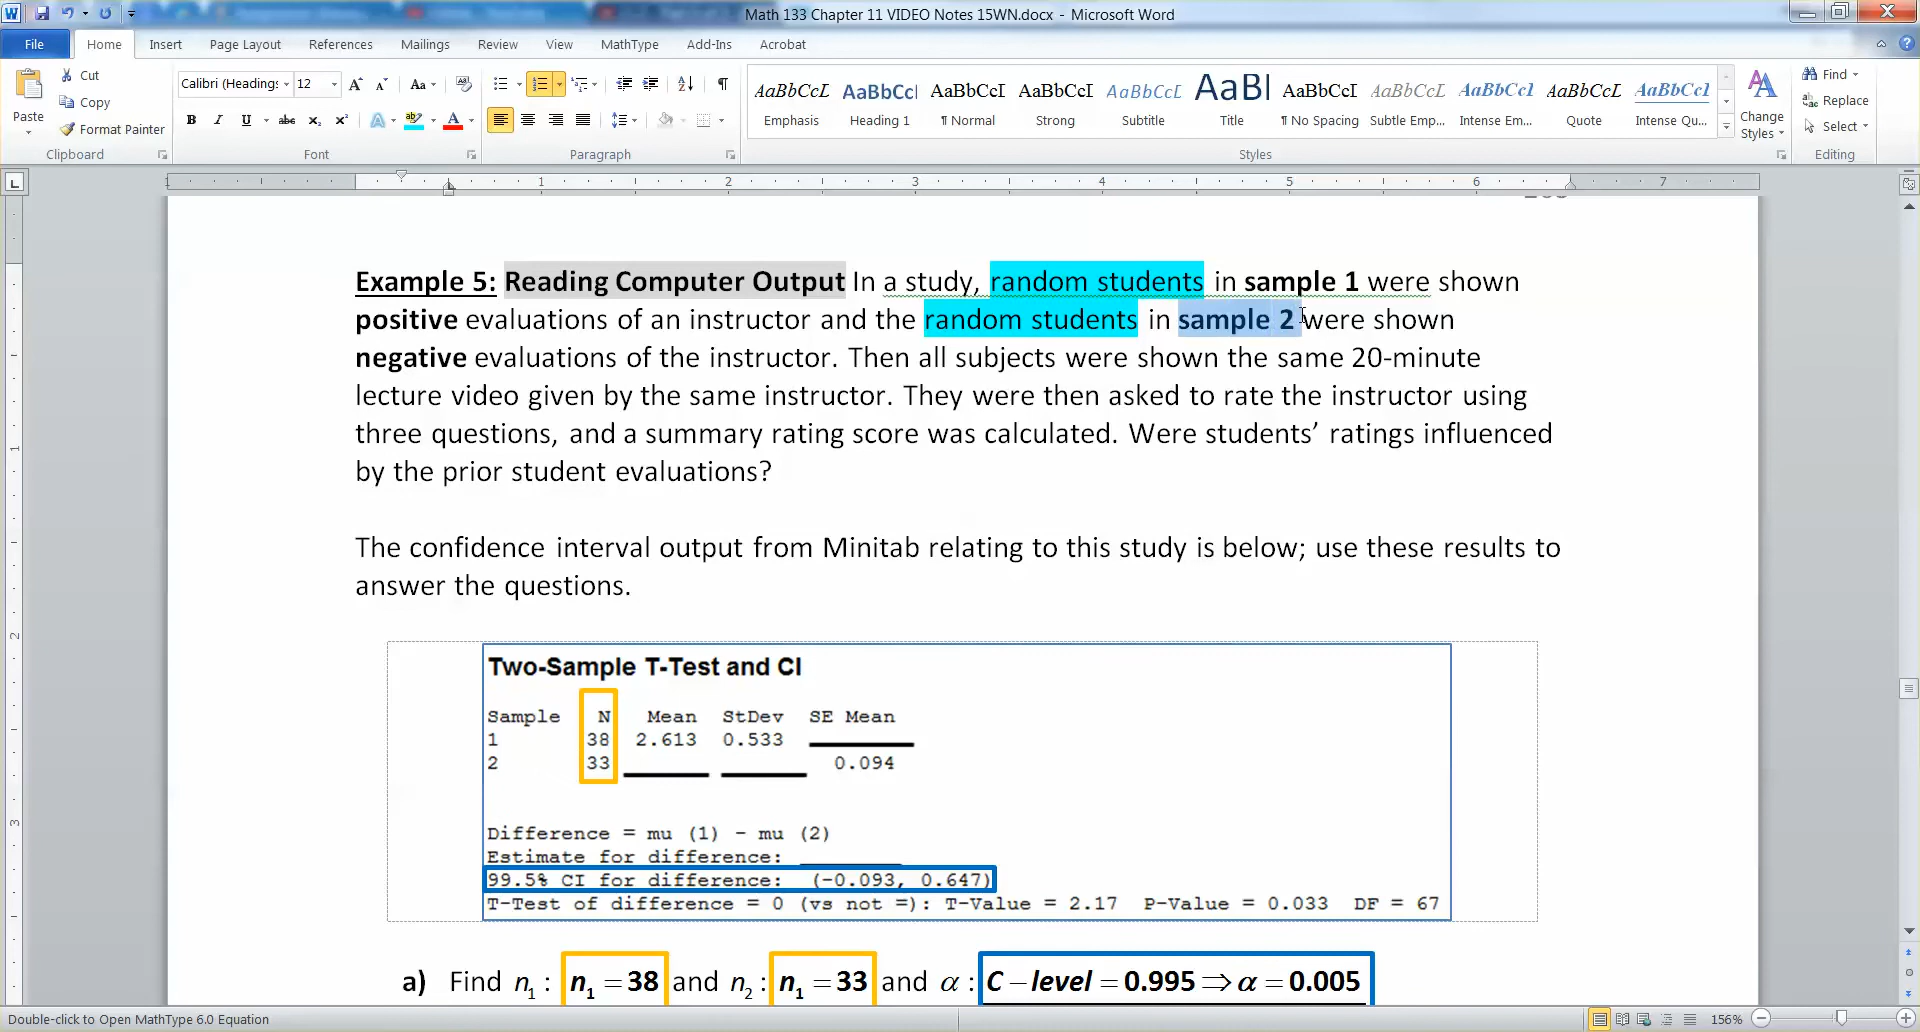 Math 133 Chapter 11 VIDEO Notes 15WN.docx - Microsoft Word
File Home Insert Page Layout References Mailings Review View MathType Add-Ins Acrobat
Paste Cut Copy Format Painter
Calibri (Headings 12
AaBbCcL AaBbCcI AaBbCcI AaBbCcI AaBbCcL AaBI AaBbCcI AaBbCcL AaBbCcI AaBbCcL AaBbCcI
Emphasis Heading 1 ¶ Normal Strong Subtitle Title ¶ No Spacing Subtle Emp... Intense Em... Quote Intense Qu...
Change Styles
Find Replace Select
Clipboard Font Paragraph Styles Editing
1 1 2 3 4 5 6 7
Example 5: Reading Computer Output In a study, random students in sample 1 were shown
positive evaluations of an instructor and the random students in sample 2 were shown
negative evaluations of the instructor. Then all subjects were shown the same 20-minute
lecture video given by the same instructor. They were then asked to rate the instructor using
three questions, and a summary rating score was calculated. Were students’ ratings influenced
by the prior student evaluations?
The confidence interval output from Minitab relating to this study is below; use these results to
answer the questions.
Two-Sample T-Test and CI
Sample N Mean StDev SE Mean
1 38 2.613 0.533
2 33 0.094
Difference = mu (1) - mu (2)
Estimate for difference:
99.5% CI for difference: (-0.093, 0.647)
T-Test of difference = 0 (vs not =): T-Value = 2.17 P-Value = 0.033 DF = 67
a) Find n₁ : n₁ = 38 and n₂ : n₁ = 33 and α : C – level = 0.995 ⇒ α = 0.005
Double-click to Open MathType 6.0 Equation
156%